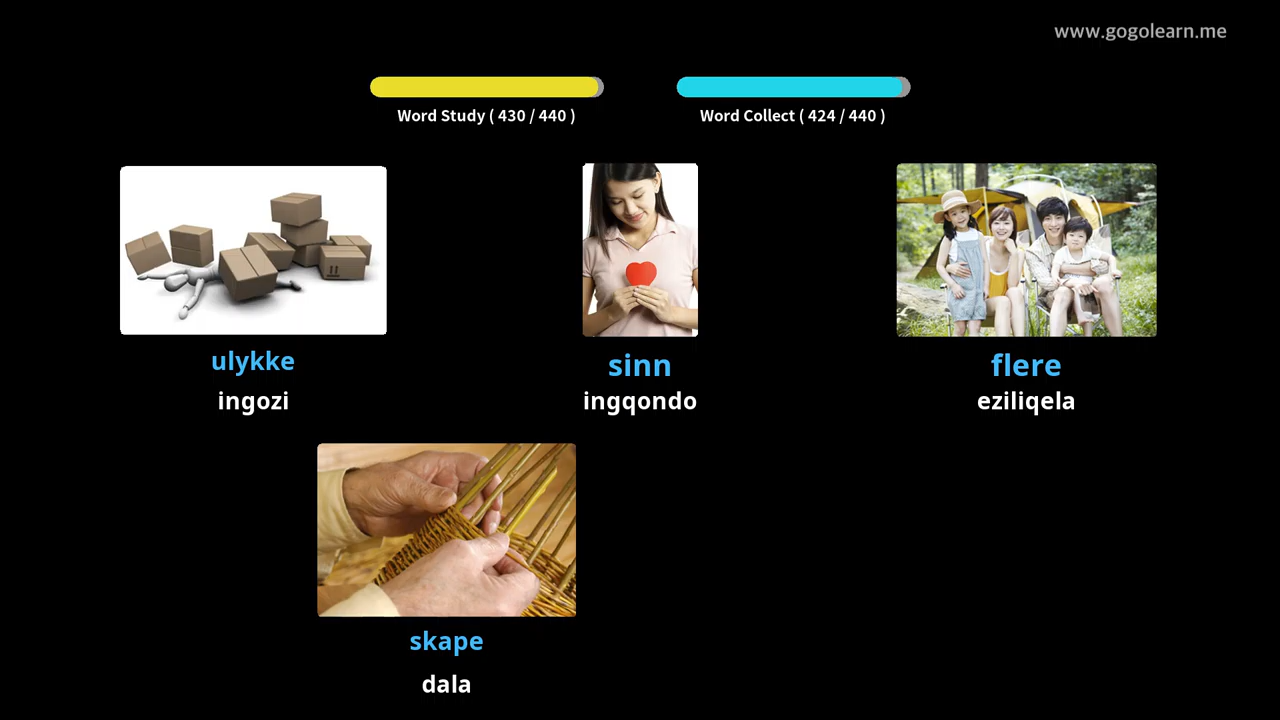 www.gogolearn.me
Word Study ( 430 / 440 )
Word Collect ( 424 / 440 )
ulykke
ingozi
sinn
ingqondo
flere
eziliqela
skape
dala